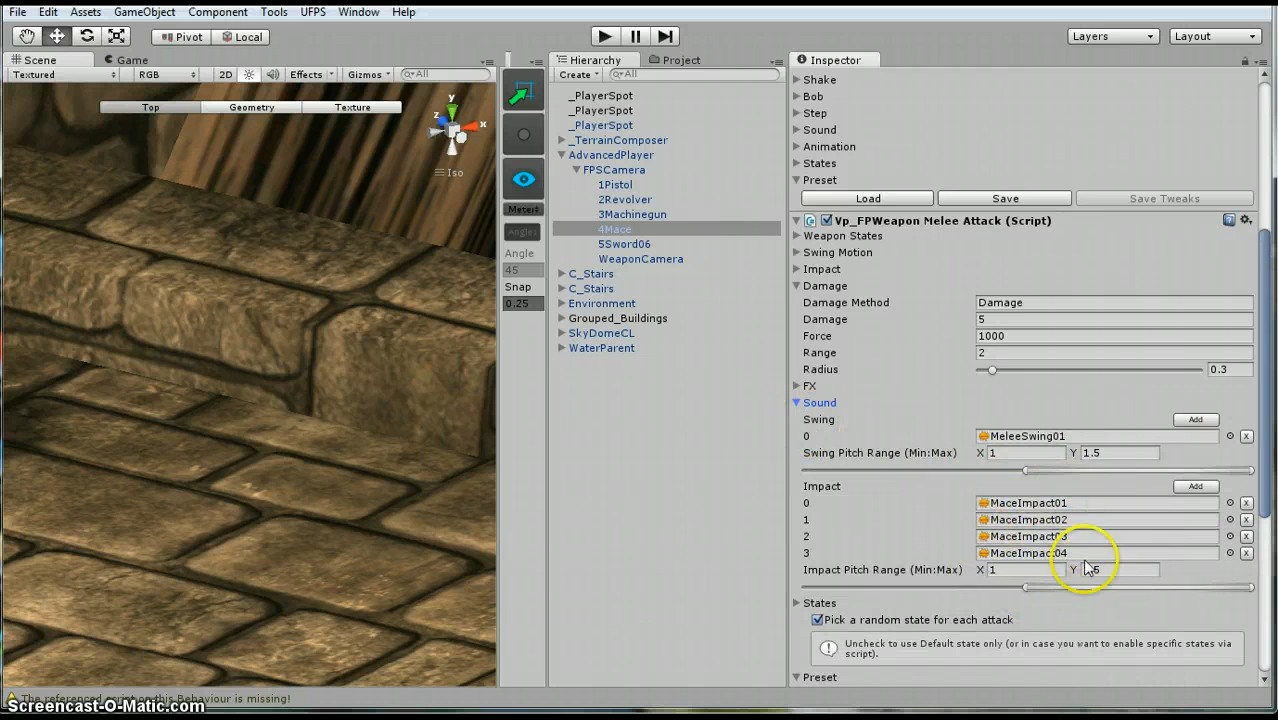 File Edit Assets GameObject Component Tools UFPS Window Help
Pivot Local Layers Layout
Scene Game Hierarchy Project Inspector
Textured RGB 2D Effects Gizmos All Create All
Top Geometry Texture
y
z x
Iso
Meter
Angles
Angle
45
Snap
0.25
_PlayerSpot
_PlayerSpot
_PlayerSpot
_TerrainComposer
AdvancedPlayer
FPSCamera
1Pistol
2Revolver
3Machinegun
4Mace
5Sword06
WeaponCamera
C_Stairs
C_Stairs
Environment
Grouped_Buildings
SkyDomeCL
WaterParent
Shake
Bob
Step
Sound
Animation
States
Preset
Load Save Save Tweaks
Vp_FPWeapon Melee Attack (Script)
Weapon States
Swing Motion
Impact
Damage
Damage Method Damage
Damage 5
Force 1000
Range 2
Radius 0.3
FX
Sound
Swing Add
0 MeleeSwing01 x
Swing Pitch Range (Min:Max) X 1 Y 1.5
Impact Add
0 MaceImpact01 x
1 MaceImpact02 x
2 MaceImpact03 x
3 MaceImpact04 x
Impact Pitch Range (Min:Max) X 1 Y
States
Pick a random state for each attack
Uncheck to use Default state only (or in case you want to enable specific states via
script).
Preset
The referenced script on this Behaviour is missing!
Screencast-O-Matic.com